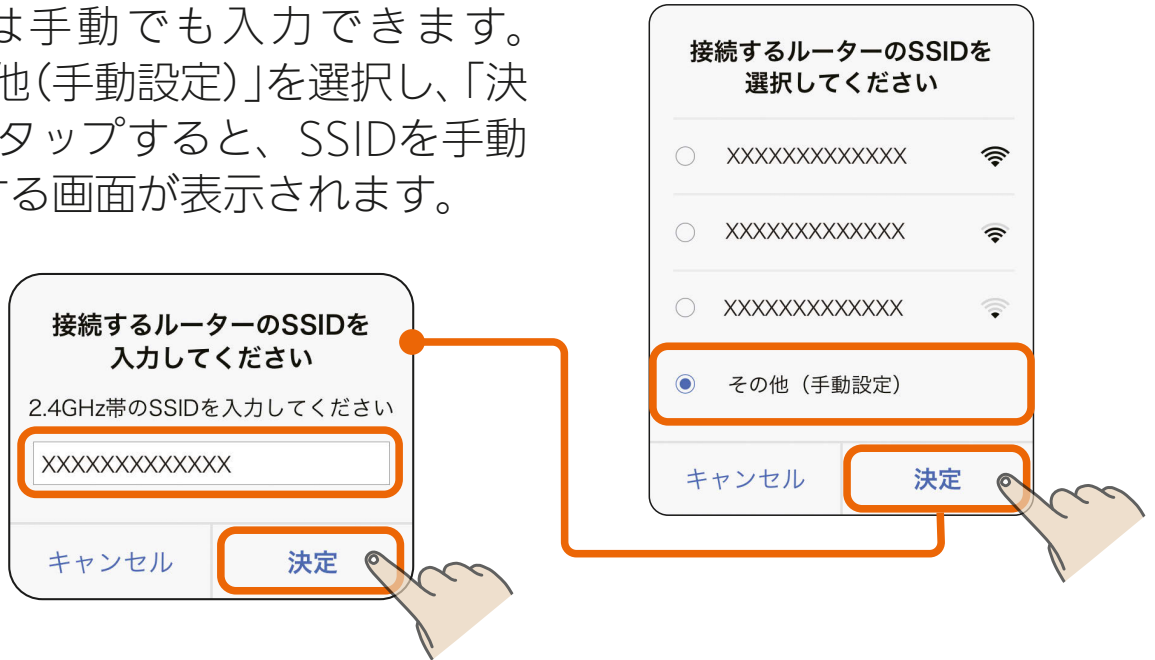 は手動でも入力できます。
他(手動設定)」を選択し、「決
タップすると、SSIDを手動
する画面が表示されます。
接続するルーターのSSIDを
入力してください
2.4GHz帯のSSIDを入力してください
XXXXXXXXXXXXX
キャンセル 決定
接続するルーターのSSIDを
選択してください
XXXXXXXXXXXXX
XXXXXXXXXXXXX
XXXXXXXXXXXXX
その他（手動設定）
キャンセル 決定